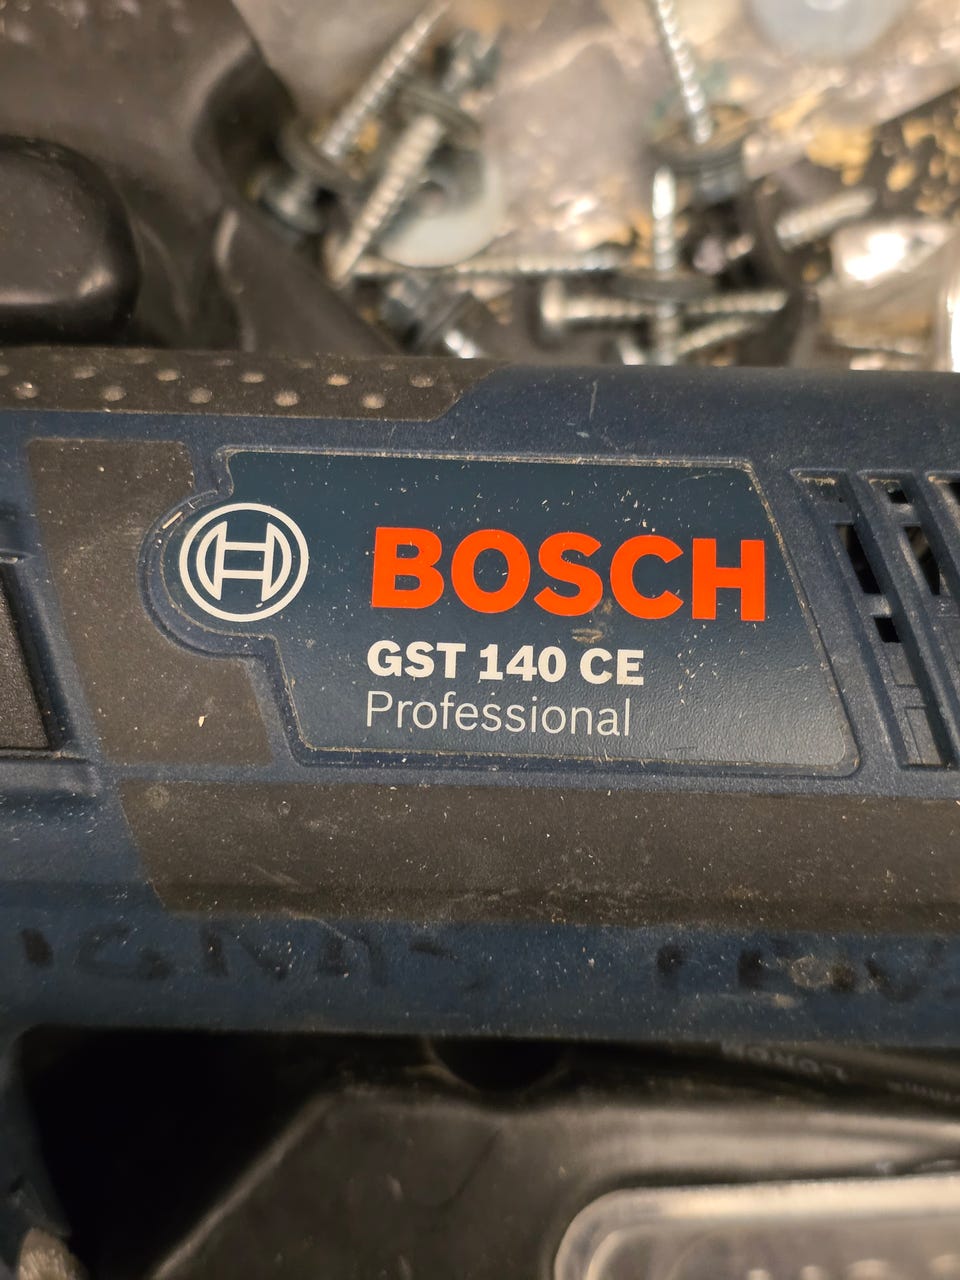 BOSCH
GST 140 CE
Professional